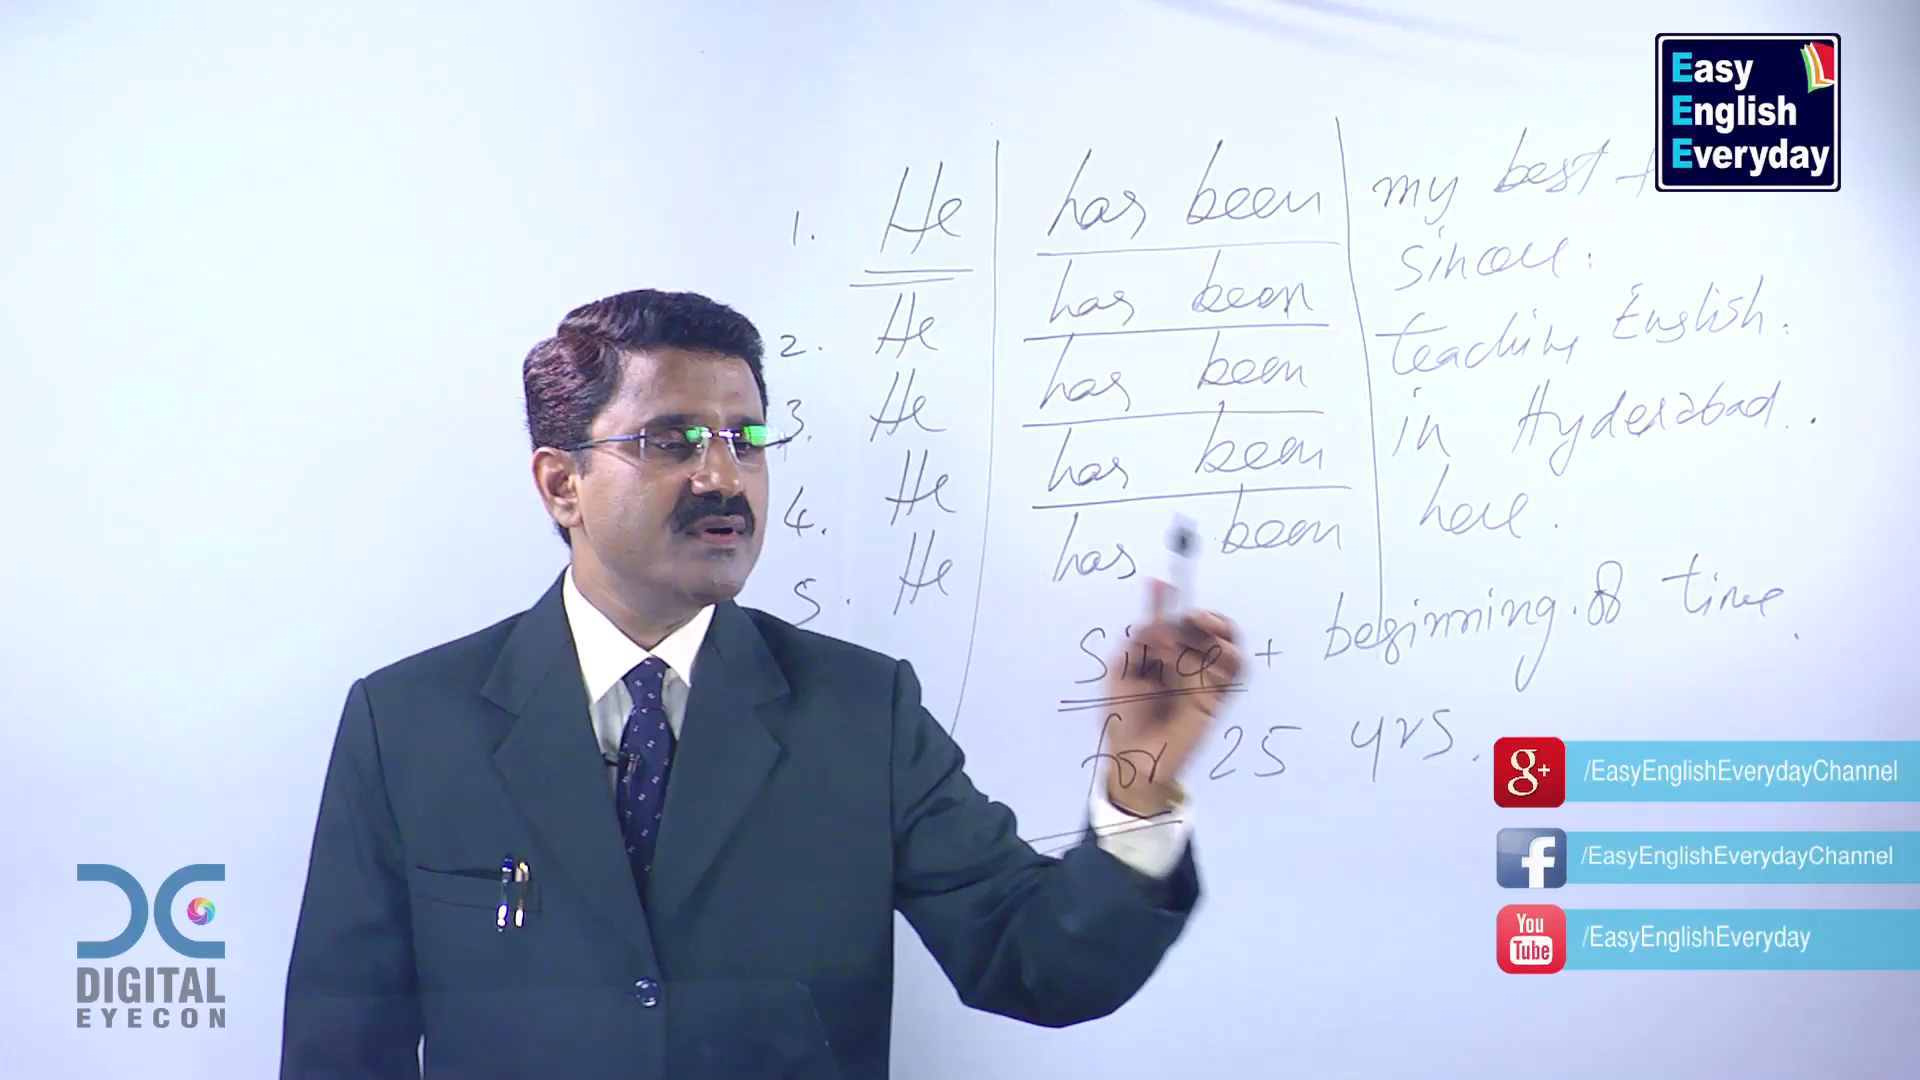 Easy
English
Everyday
1. He has been my best
2. He has been
3. He has been teaching English.
4. He has been in Hyderabad.
5. He has been here.
since + beginning of time.
for 25 yrs.
g+ /EasyEnglishEverydayChannel
f /EasyEnglishEverydayChannel
You Tube /EasyEnglishEveryday
DC
DIGITAL
EYECON